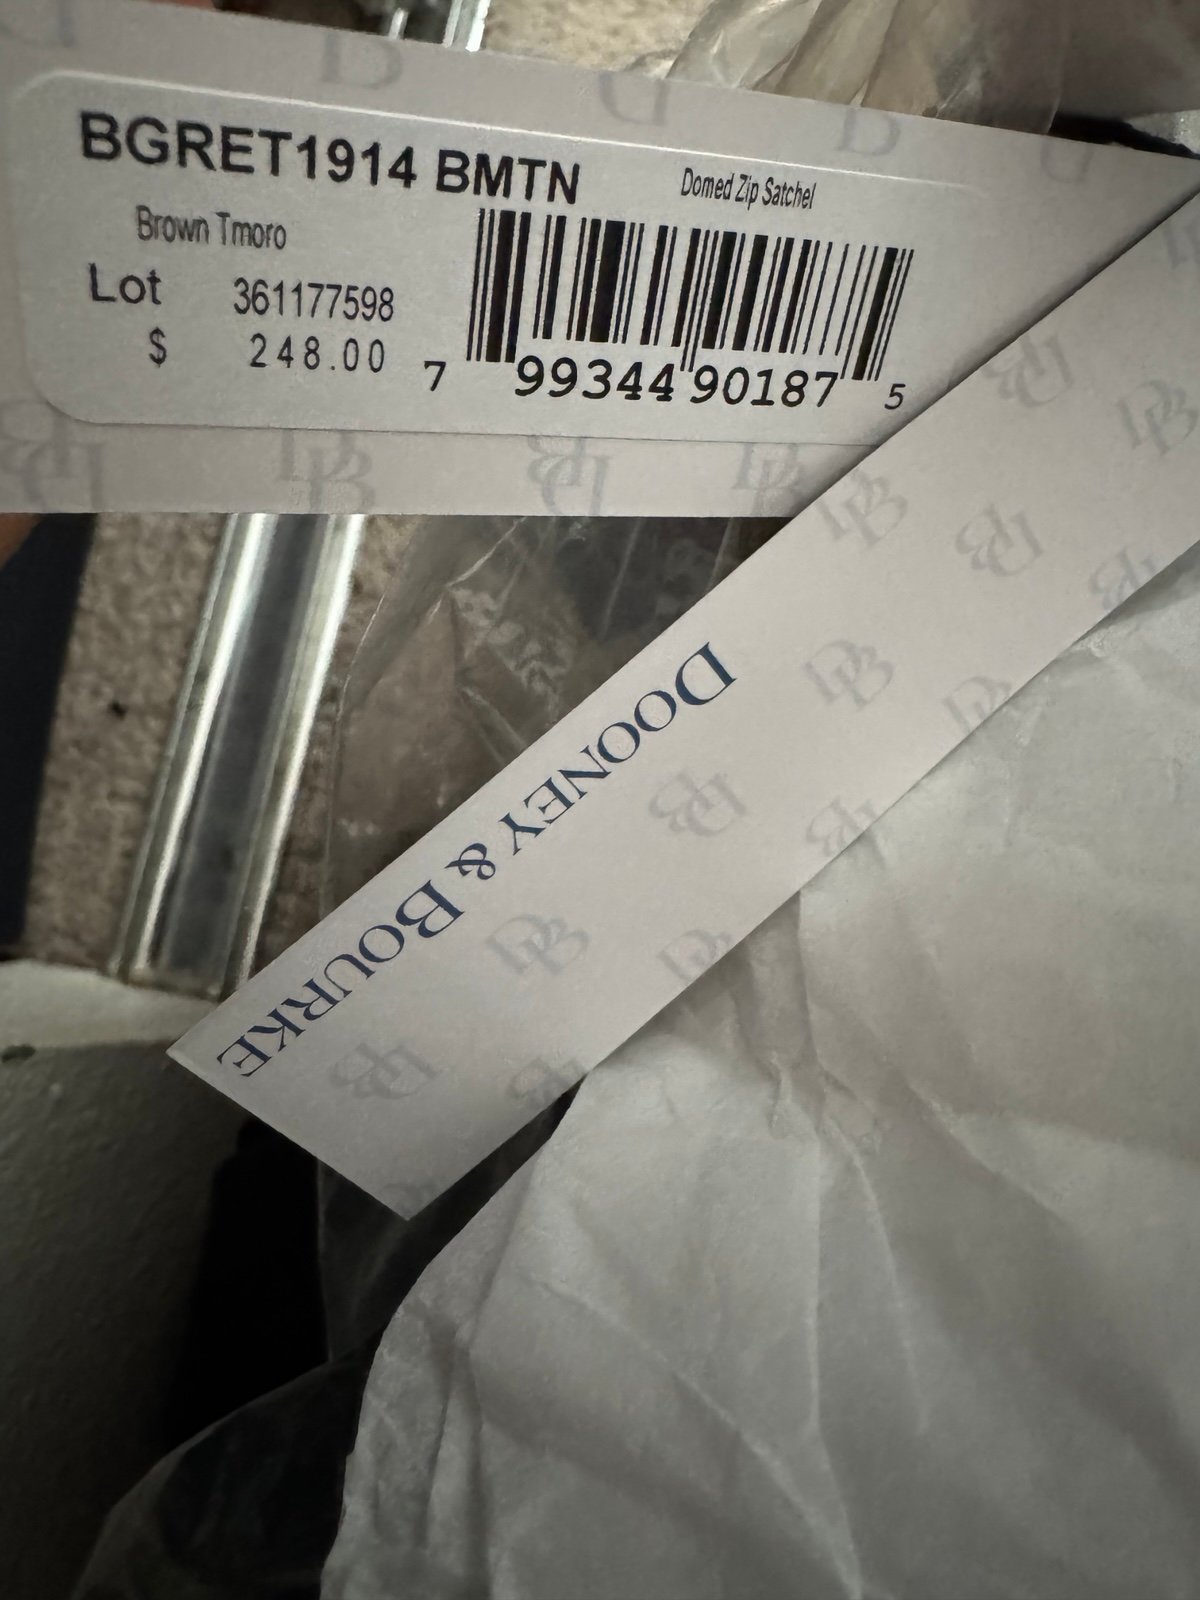 BGRET1914 BMTN
Domed Zip Satchel
Brown Tmoro
Lot 361177598
$ 248.00
7 99344 90187 5
DOONEY & BOURKE